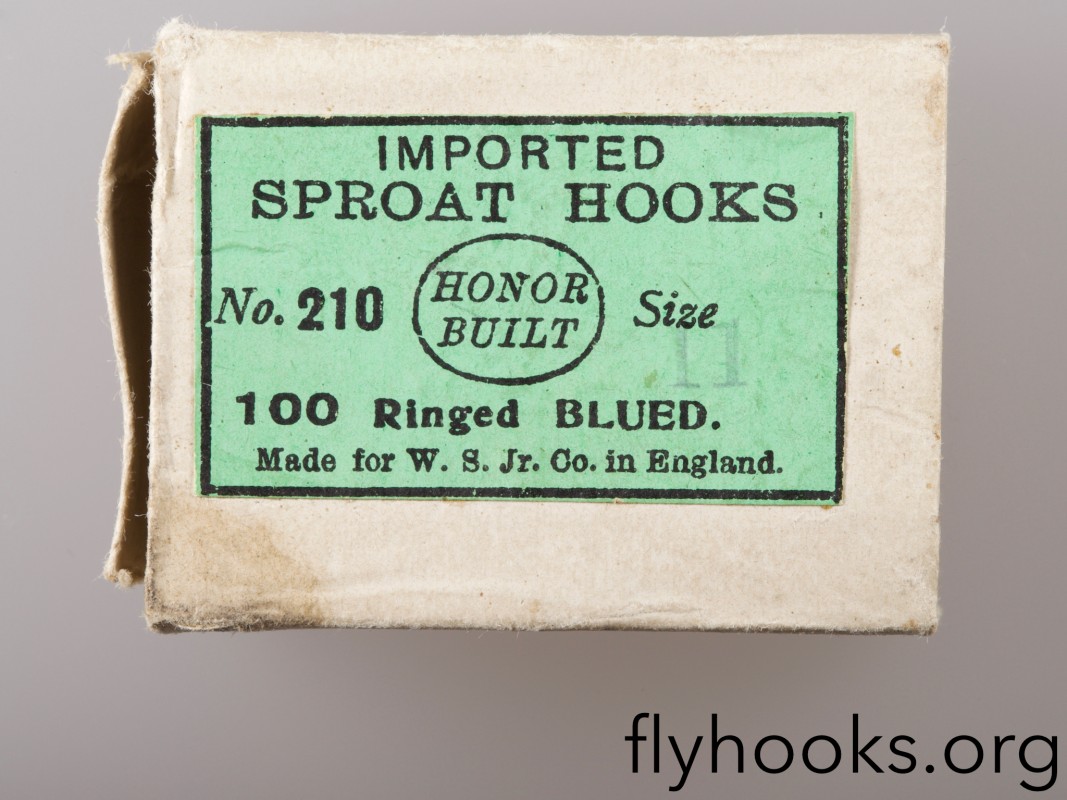 IMPORTED
SPROAT HOOKS.
No. 210 HONOR BUILT Size
11
100 Ringed BLUED.
Made for W. S. Jr. Co. in England.
flyhooks.org